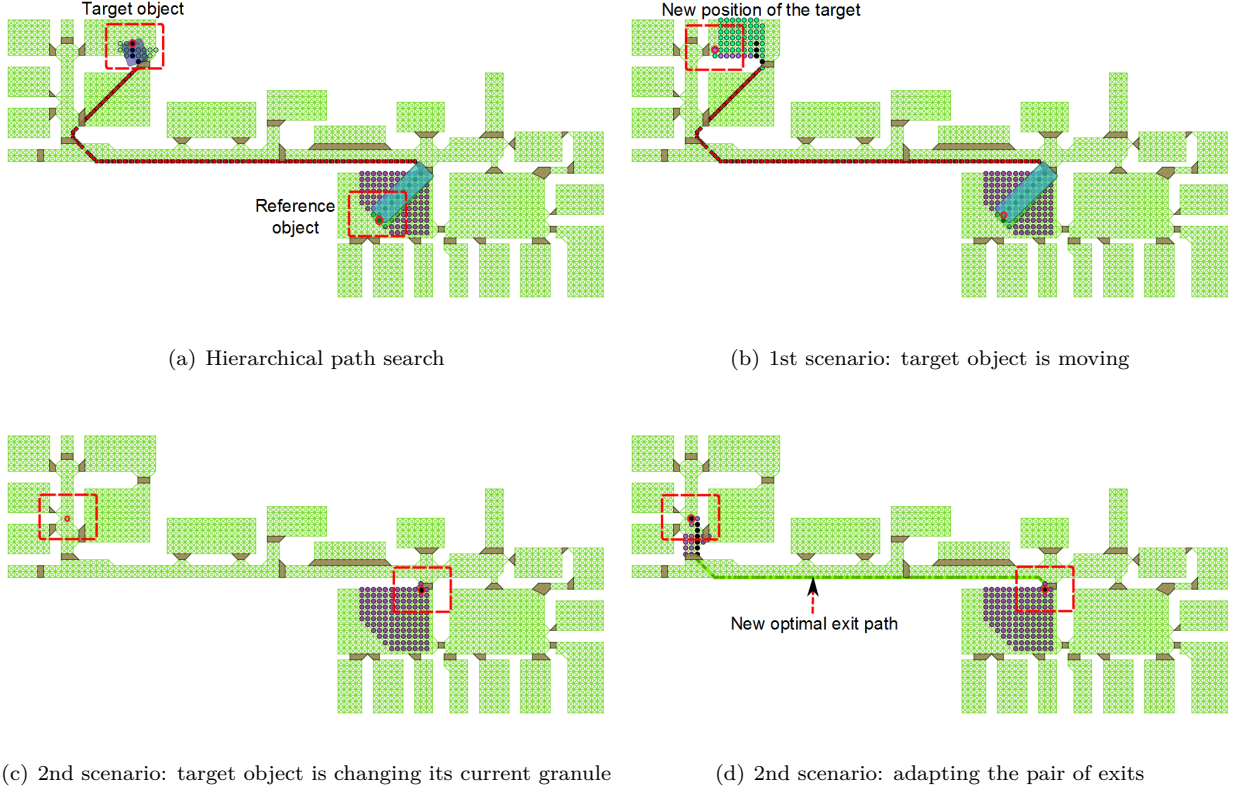 Target object
New position of the target
Reference
object
(a) Hierarchical path search
(b) 1st scenario: target object is moving
New optimal exit path
(c) 2nd scenario: target object is changing its current granule
(d) 2nd scenario: adapting the pair of exits